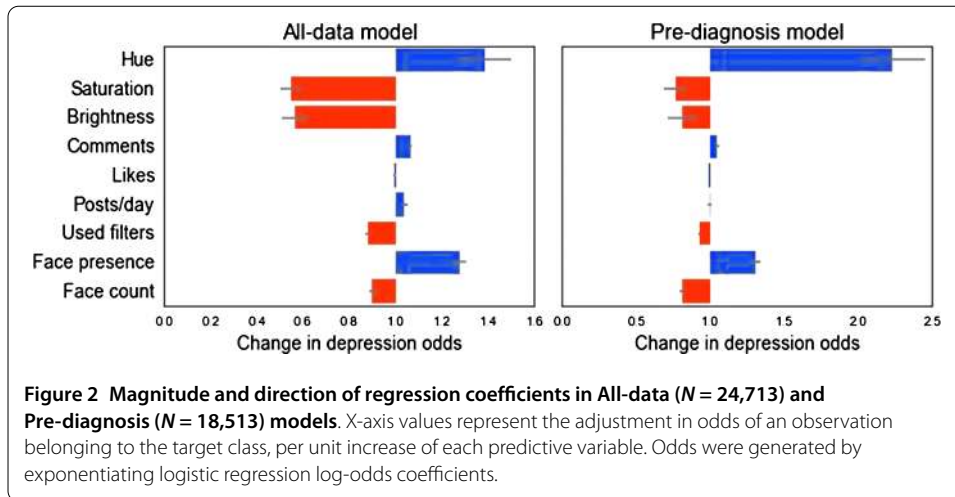 All-data model
Pre-diagnosis model
Hue
Saturation
Brightness
Comments
Likes
Posts/day
Used filters
Face presence
Face count
00 02 04 06 08 10 12 14 16
00 05 10 15 20 25
Change in depression odds
Change in depression odds
Figure 2 Magnitude and direction of regression coefficients in All-data (N = 24,713) and
Pre-diagnosis (N = 18,513) models. X-axis values represent the adjustment in odds of an observation
belonging to the target class, per unit increase of each predictive variable. Odds were generated by
exponentiating logistic regression log-odds coefficients.